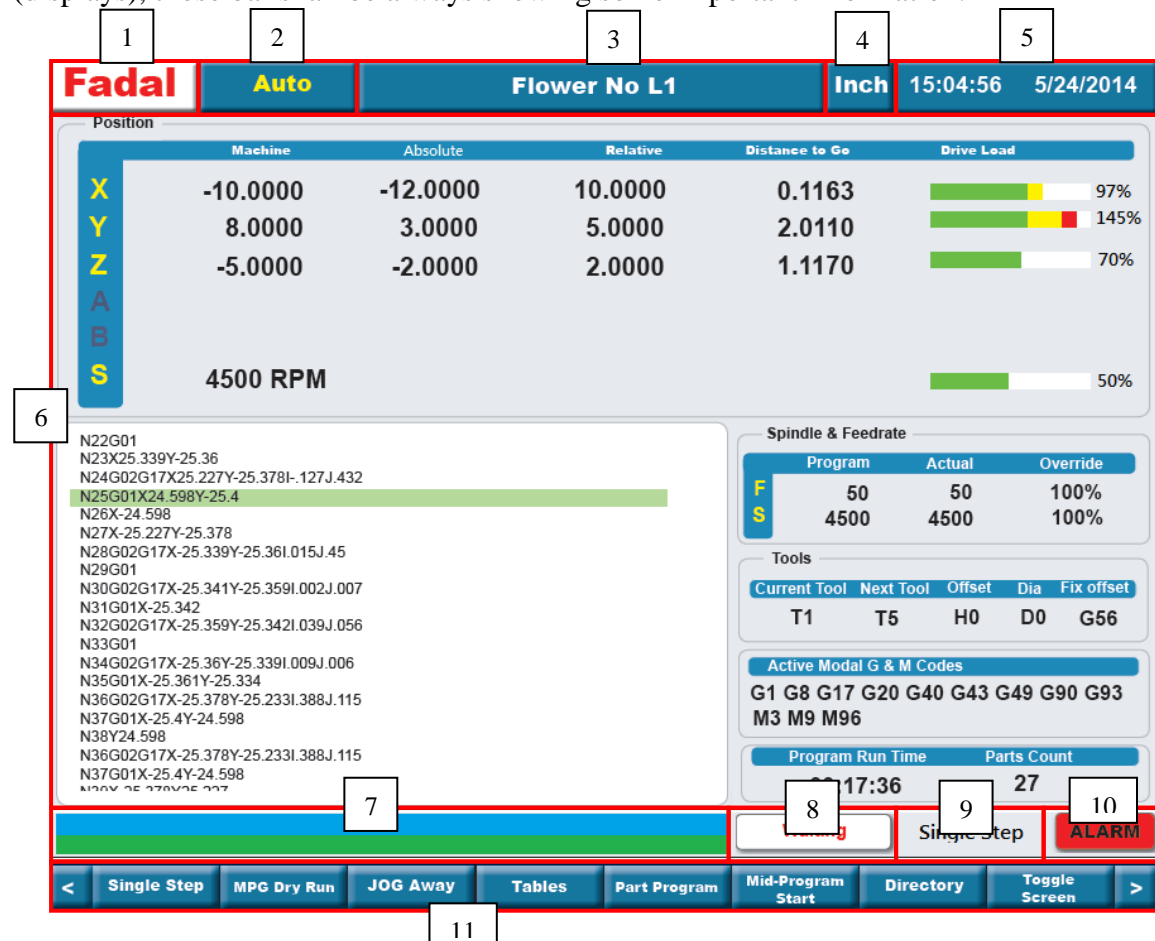 1 2 3 4 5
Fadal Auto Flower No L1 Inch 15:04:56 5/24/2014
Position
Machine Absolute Relative Distance to Go Drive Load
X -10.0000 -12.0000 10.0000 0.1163 97%
Y 8.0000 3.0000 5.0000 2.0110 145%
Z -5.0000 -2.0000 2.0000 1.1170 70%
A
B
S 4500 RPM 50%
6
N22G01
N23X25.339Y-25.36
N24G02G17X25.227Y-25.378I-.127J.432
N25G01X24.598Y-25.4
N26X-24.598
N27X-25.227Y-25.378
N28G02G17X-25.339Y-25.36I.015J.45
N29G01
N30G02G17X-25.341Y-25.359I.002J.007
N31G01X-25.342
N32G02G17X-25.359Y-25.342I.039J.056
N33G01
N34G02G17X-25.36Y-25.339I.009J.006
N35G01X-25.361Y-25.334
N36G02G17X-25.378Y-25.233I.388J.115
N37G01X-25.4Y-24.598
N38Y24.598
N36G02G17X-25.378Y-25.233I.388J.115
N37G01X-25.4Y-24.598
Spindle & Feedrate
Program Actual Override
F 50 50 100%
S 4500 4500 100%
Tools
Current Tool Next Tool Offset Dia Fix offset
T1 T5 H0 D0 G56
Active Modal G & M Codes
G1 G8 G17 G20 G40 G43 G49 G90 G93
M3 M9 M96
Program Run Time Parts Count
:17:36 27
7 8 9 10
Single Step ALARM
< Single Step MPG Dry Run JOG Away Tables Part Program Mid-Program Start Directory Toggle Screen >
11